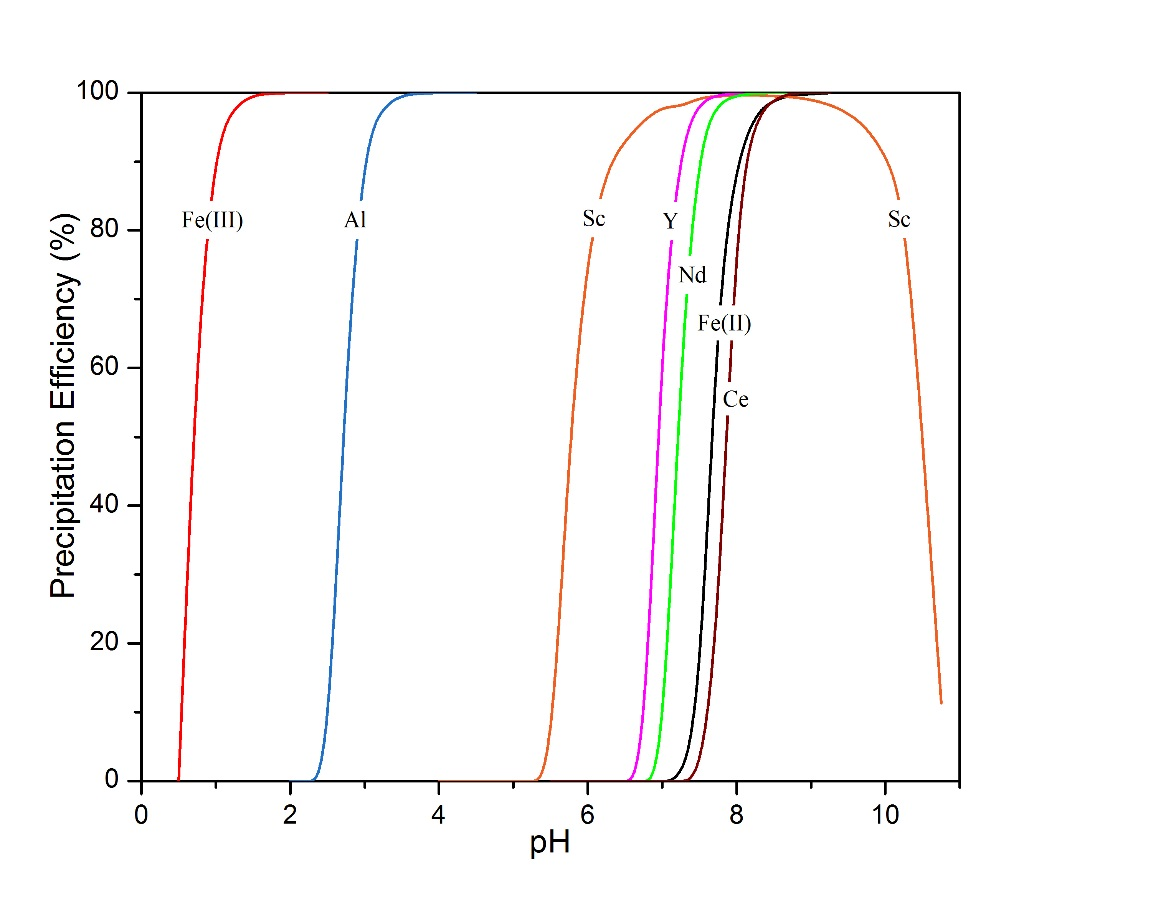 100
80
60
40
20
0
Precipitation Efficiency (%)
Fe(III)
Al
Sc
Y
Sc
Nd
Fe(II)
Ce
0 2 4 6 8 10
pH